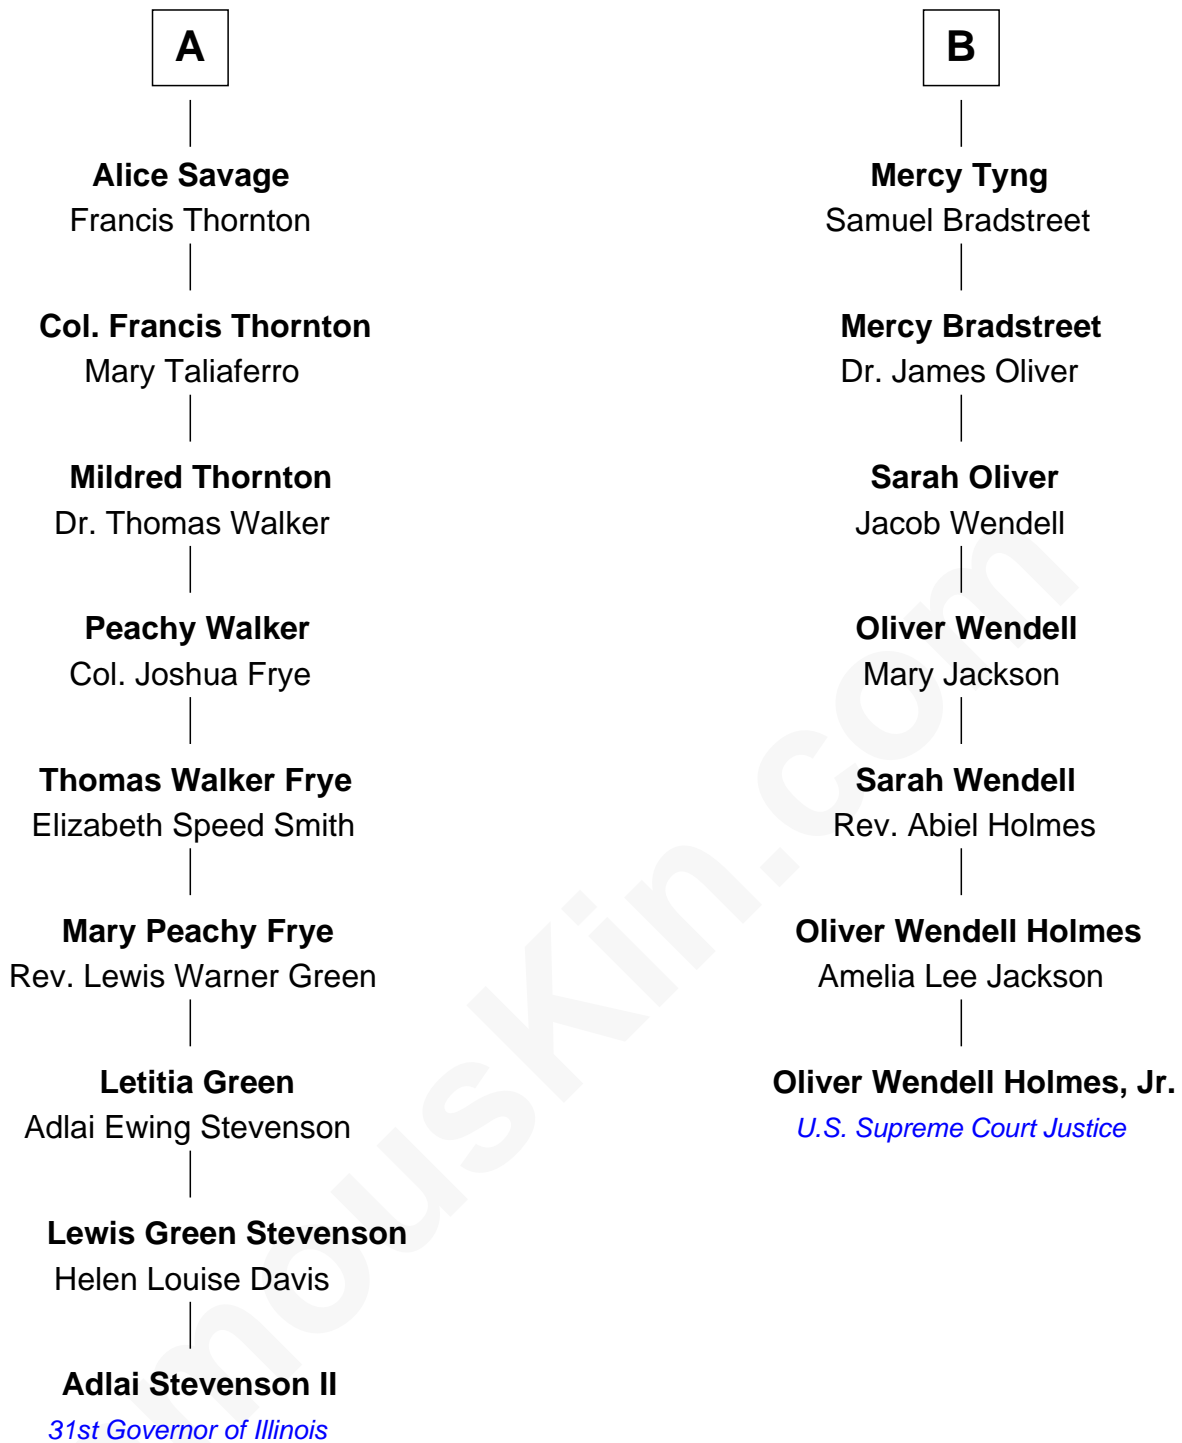 A
Alice Savage
Francis Thornton
Col. Francis Thornton
Mary Taliaferro
Mildred Thornton
Dr. Thomas Walker
Peachy Walker
Col. Joshua Frye
Thomas Walker Frye
Elizabeth Speed Smith
Mary Peachy Frye
Rev. Lewis Warner Green
Letitia Green
Adlai Ewing Stevenson
Lewis Green Stevenson
Helen Louise Davis
Adlai Stevenson II
31st Governor of Illinois
B
Mercy Tyng
Samuel Bradstreet
Mercy Bradstreet
Dr. James Oliver
Sarah Oliver
Jacob Wendell
Oliver Wendell
Mary Jackson
Sarah Wendell
Rev. Abiel Holmes
Oliver Wendell Holmes
Amelia Lee Jackson
Oliver Wendell Holmes, Jr.
U.S. Supreme Court Justice
mousKin.com